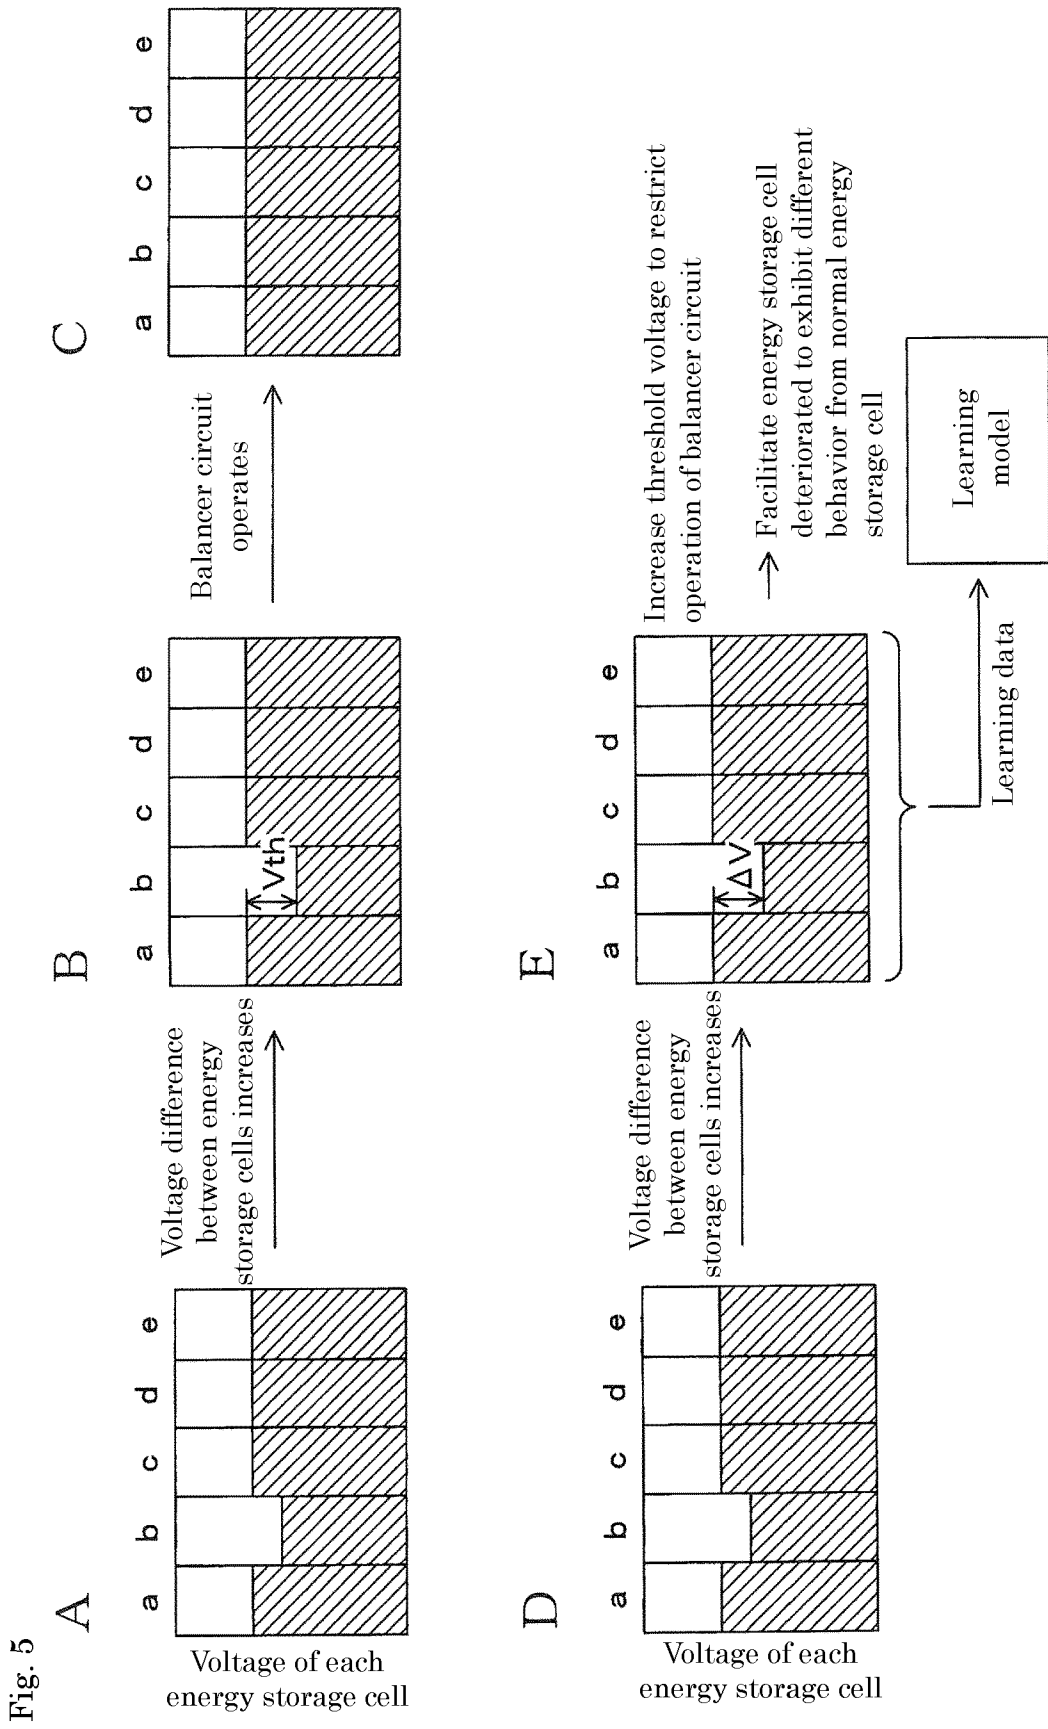 Fig. 5
A
a b c d e
Voltage of each
energy storage cell
Voltage difference
between energy
storage cells increases
B
a b c d e
Vth
Balancer circuit
operates
C
a b c d e
D
a b c d e
Voltage of each
energy storage cell
Voltage difference
between energy
storage cells increases
E
a b c d e
ΔV
Increase threshold voltage to restrict
operation of balancer circuit
Facilitate energy storage cell
deteriorated to exhibit different
behavior from normal energy
storage cell
Learning data
Learning
model